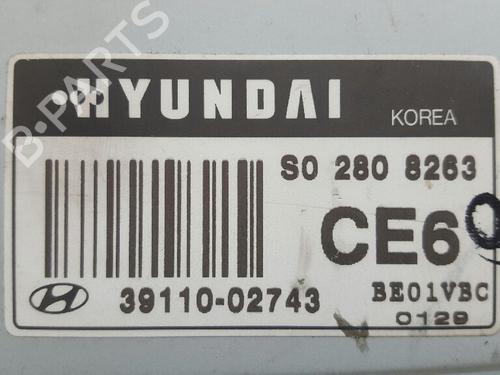 HYUNDAI
KOREA
S0 280 8263
CE6
39110-02743
BE01VBC
0129
B-PARTS